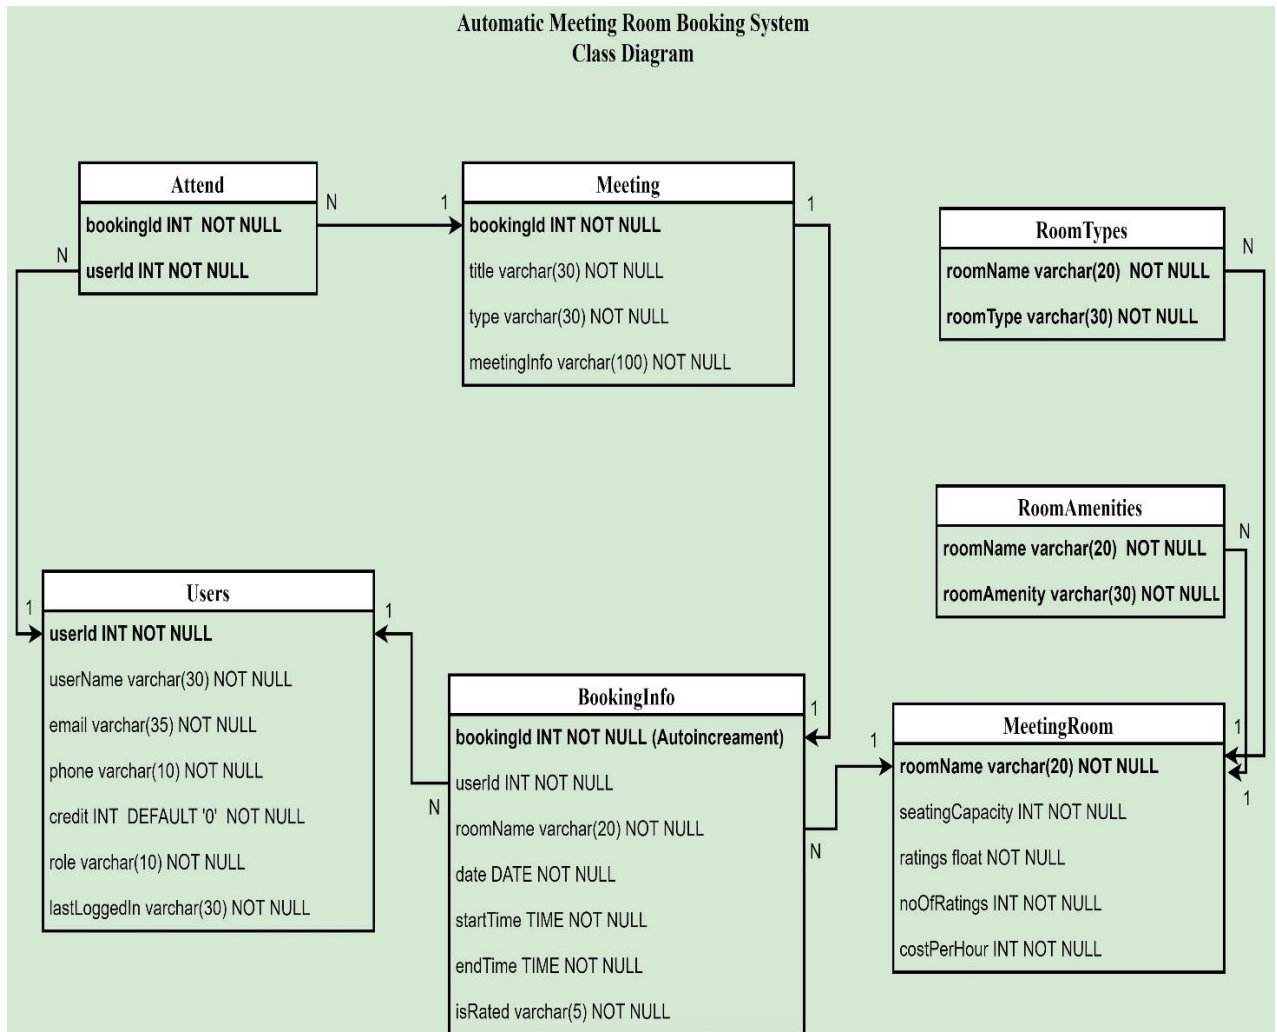 Automatic Meeting Room Booking System
Class Diagram
Attend
bookingId INT  NOT NULL
userId INT NOT NULL
N
N
1
Meeting
bookingId INT NOT NULL
title varchar(30) NOT NULL
type varchar(30) NOT NULL
meetingInfo varchar(100) NOT NULL
1
RoomTypes
roomName varchar(20)  NOT NULL
roomType varchar(30) NOT NULL
N
RoomAmenities
roomName varchar(20)  NOT NULL
roomAmenity varchar(30) NOT NULL
N
Users
1
1
userId INT NOT NULL
userName varchar(30) NOT NULL
email varchar(35) NOT NULL
phone varchar(10) NOT NULL
credit INT  DEFAULT '0'  NOT NULL
role varchar(10) NOT NULL
lastLoggedIn varchar(30) NOT NULL
BookingInfo
1
bookingId INT NOT NULL (Autoincreament)
userId INT NOT NULL
N
roomName varchar(20) NOT NULL
N
date DATE NOT NULL
startTime TIME NOT NULL
endTime TIME NOT NULL
isRated varchar(5) NOT NULL
MeetingRoom
1
1
1
roomName varchar(20) NOT NULL
seatingCapacity INT NOT NULL
ratings float NOT NULL
noOfRatings INT NOT NULL
costPerHour INT NOT NULL